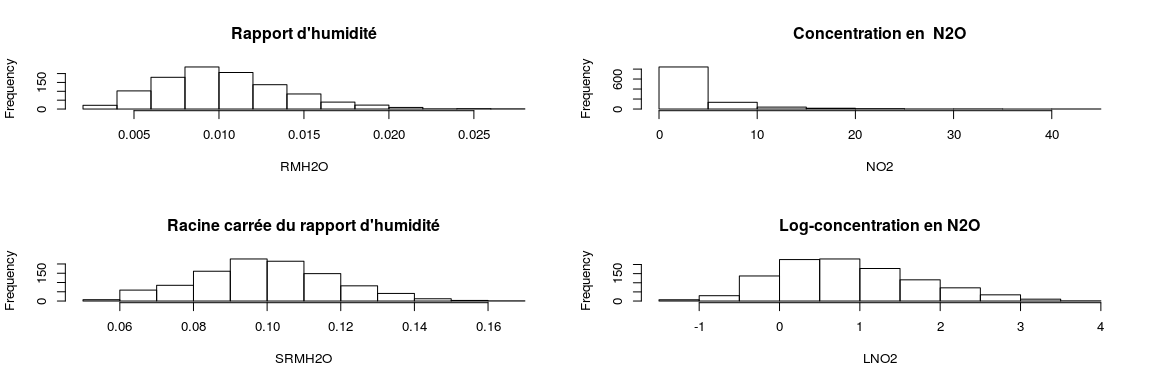 Rapport d'humidité
Frequency
0 150
0.005 0.010 0.015 0.020 0.025
RMH2O
Concentration en  N2O
Frequency
0 600
0 10 20 30 40
NO2
Racine carrée du rapport d'humidité
Frequency
0 150
0.06 0.08 0.10 0.12 0.14 0.16
SRMH2O
Log-concentration en N2O
Frequency
0 150
-1 0 1 2 3 4
LNO2